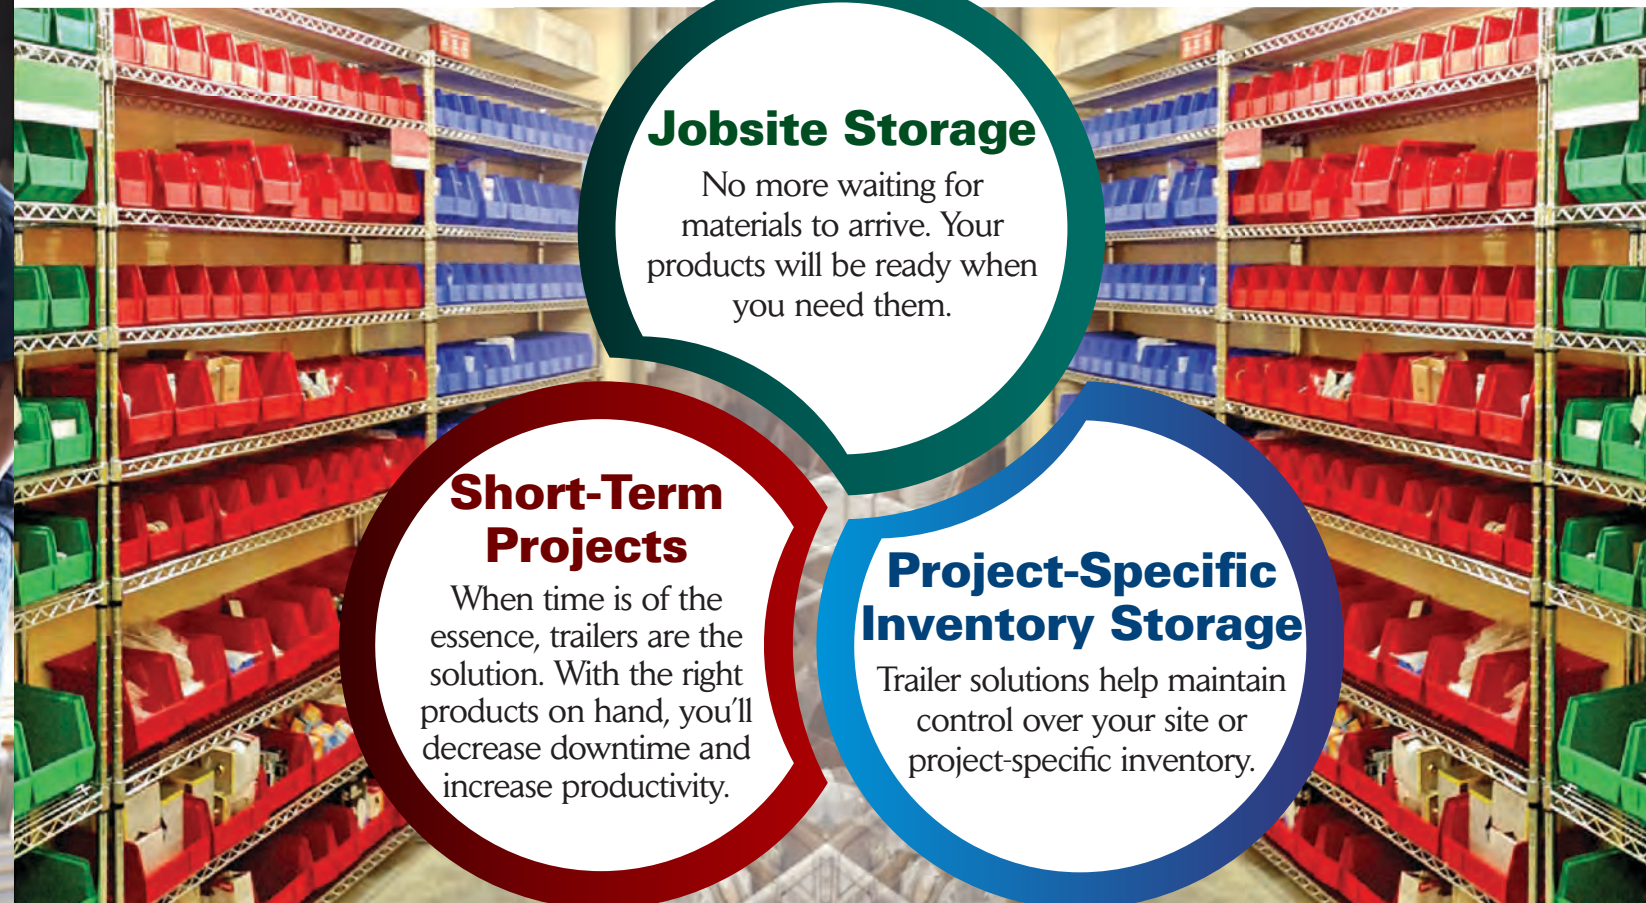 Jobsite Storage
No more waiting for
materials to arrive. Your
products will be ready when
you need them.
Short-Term
Projects
When time is of the
essence, trailers are the
solution. With the right
products on hand, you’ll
decrease downtime and
increase productivity.
Project-Specific
Inventory Storage
Trailer solutions help maintain
control over your site or
project-specific inventory.